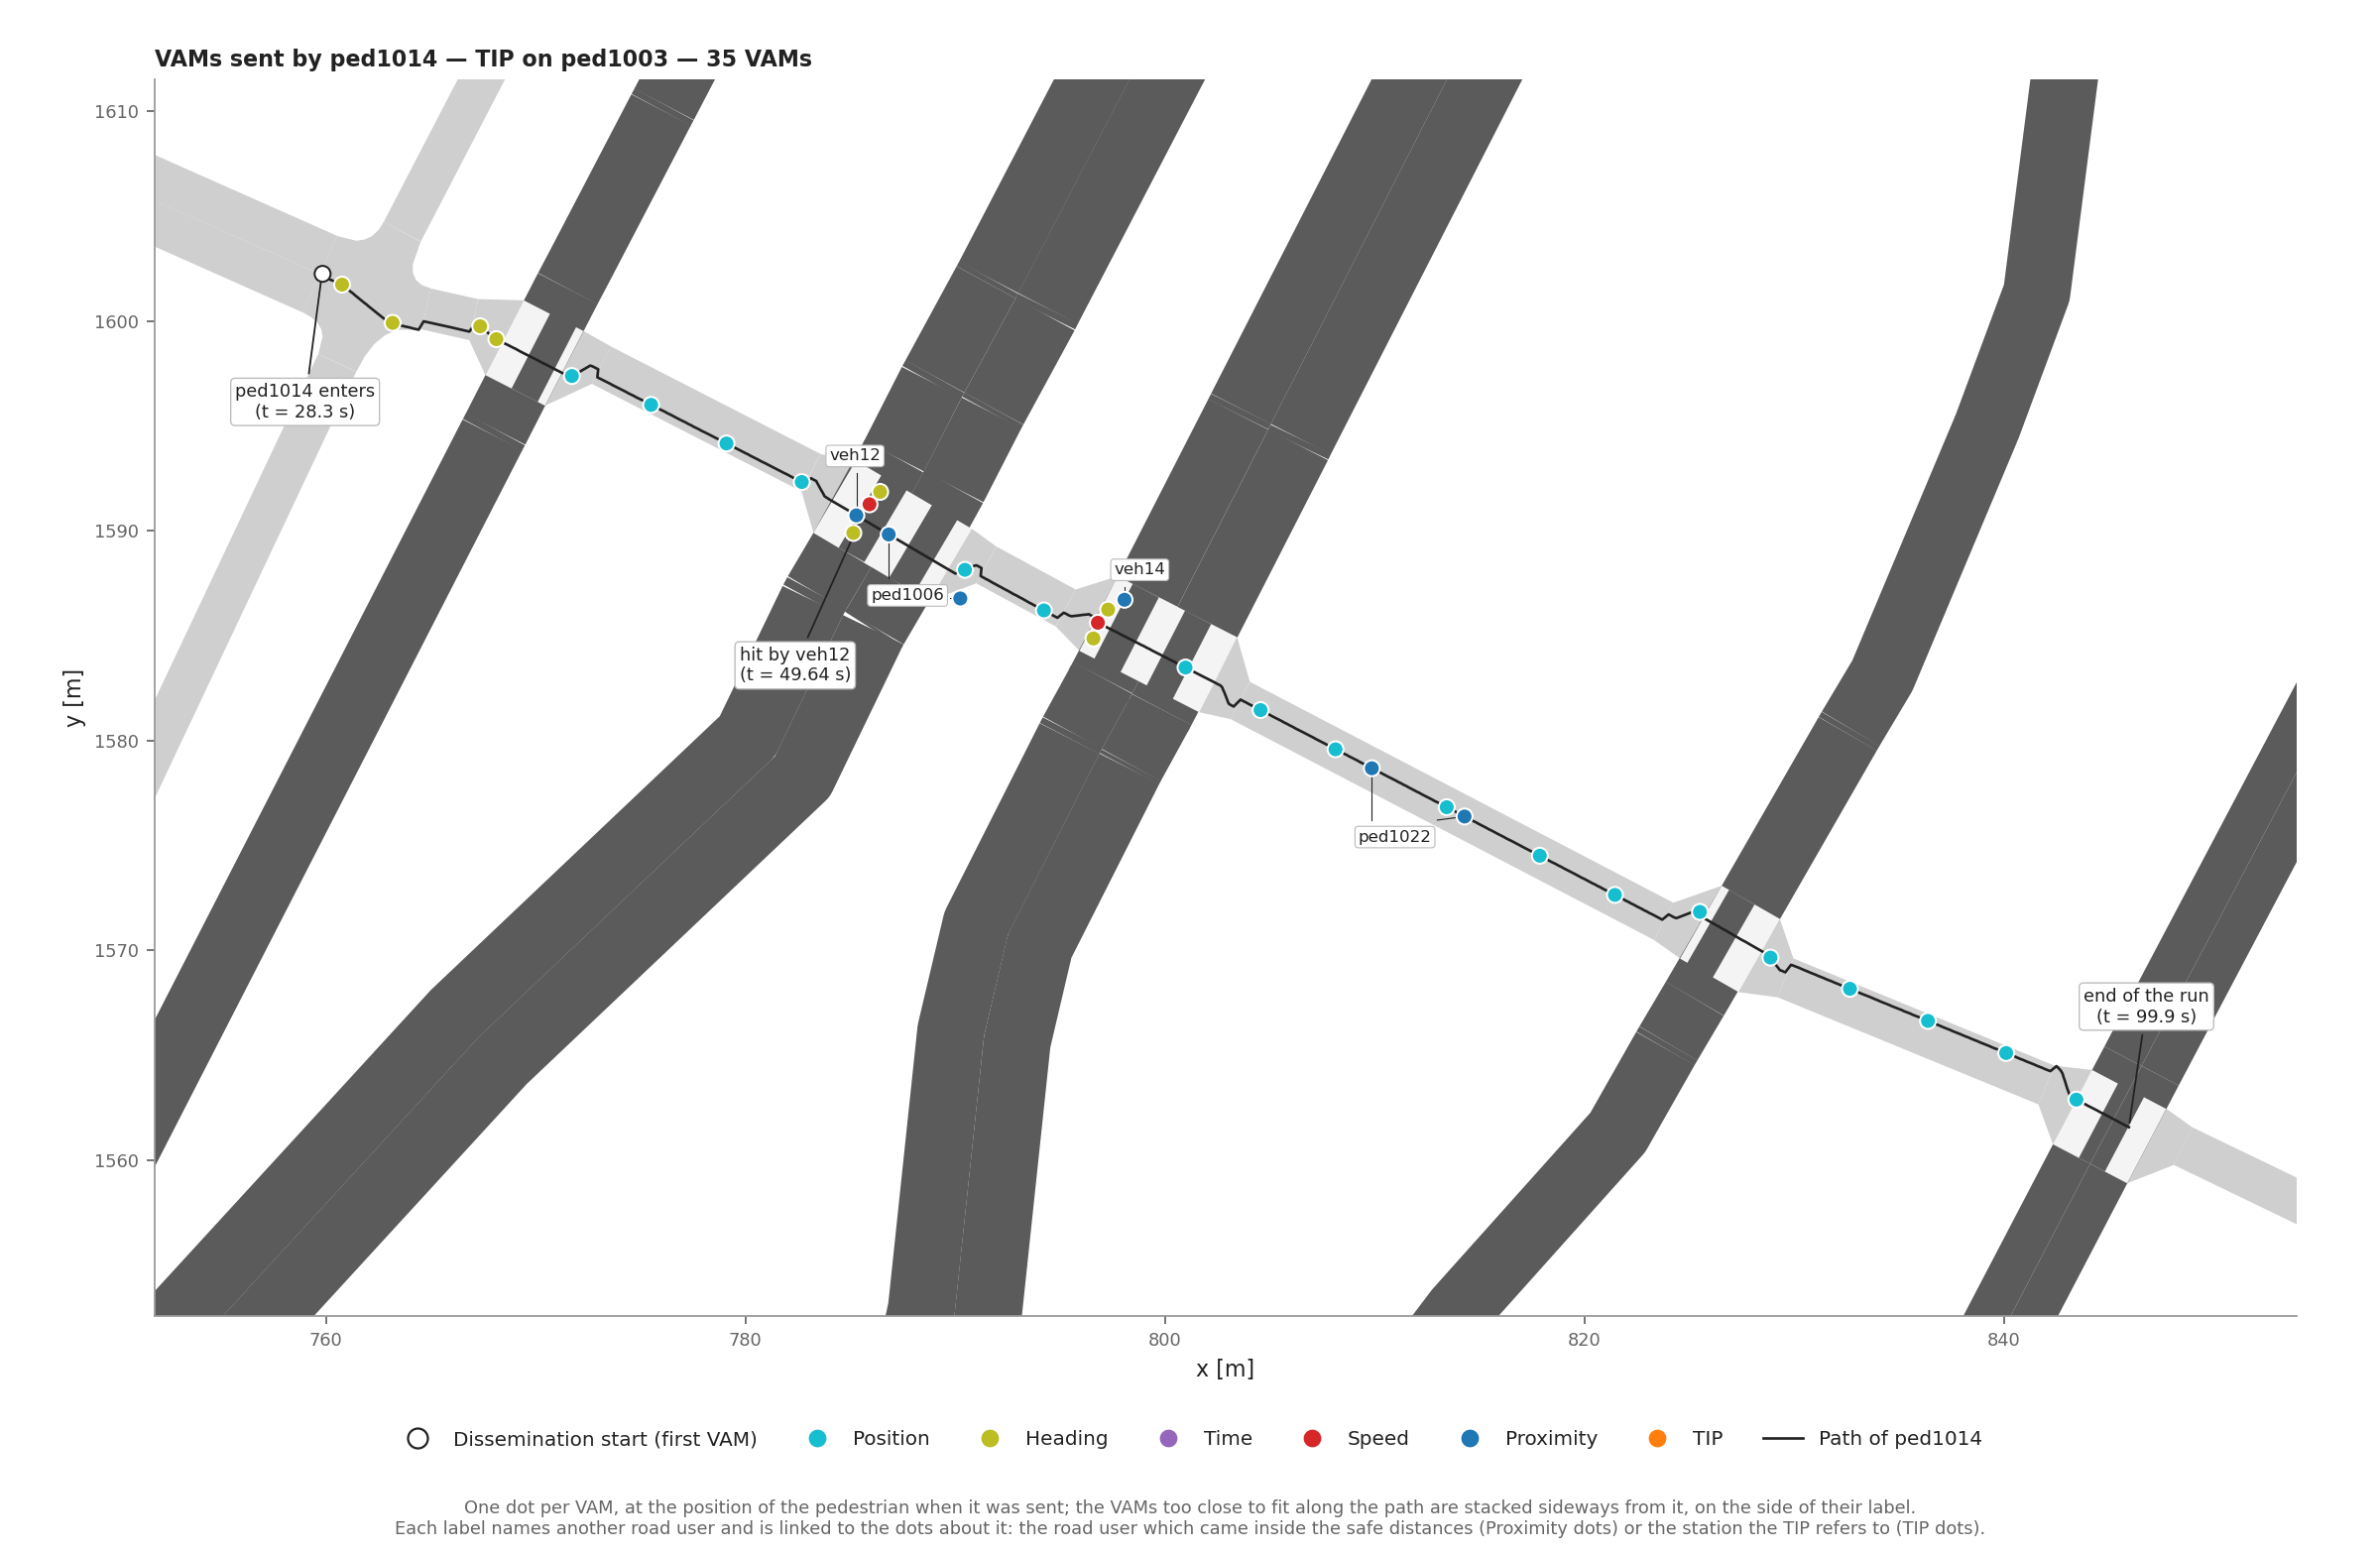 VAMs sent by ped1014 — TIP on ped1003 — 35 VAMs
1610
1600
1590
1580
1570
1560
y [m]
ped1014 enters
(t = 28.3 s)
veh12
ped1006
veh14
hit by veh12
(t = 49.64 s)
ped1022
end of the run
(t = 99.9 s)
760
780
800
820
840
x [m]
Dissemination start (first VAM)
Position
Heading
Time
Speed
Proximity
TIP
Path of ped1014
One dot per VAM, at the position of the pedestrian when it was sent; the VAMs too close to fit along the path are stacked sideways from it, on the side of their label.
Each label names another road user and is linked to the dots about it: the road user which came inside the safe distances (Proximity dots) or the station the TIP refers to (TIP dots).